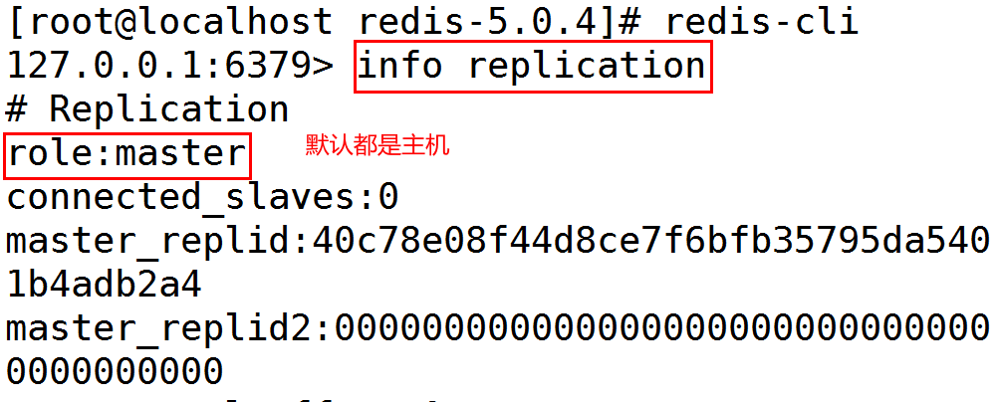 [root@localhost redis-5.0.4]# redis-cli
127.0.0.1:6379> info replication
# Replication
role:master 默认都是主机
connected_slaves:0
master_replid:40c78e08f44d8ce7f6bfb35795da540
1b4adb2a4
master_replid2:000000000000000000000000000000
0000000000